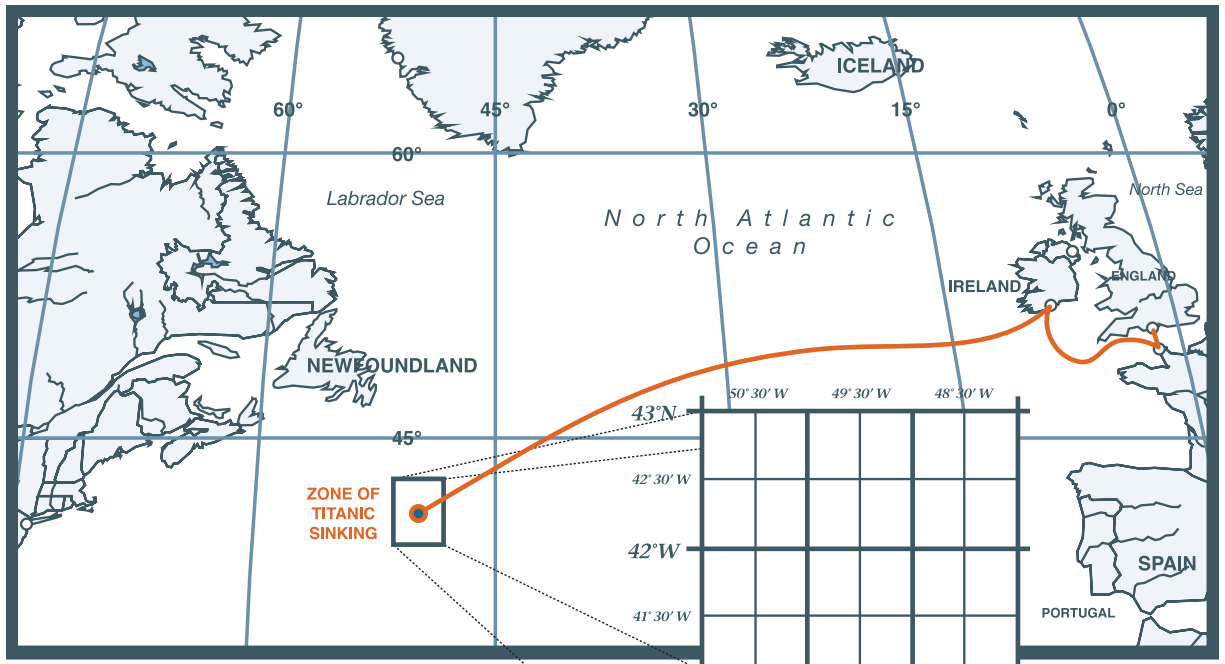 ICELAND
60°
45°
30°
15°
0°
60°
Labrador Sea
North Sea
North Atlantic
Ocean
ENGLAND
IRELAND
NEWFOUNDLAND
50°30' W
49°30' W
48°30' W
43°N
45°
42°30' W
ZONE OF
TITANIC
SINKING
42°W
SPAIN
41°30' W
PORTUGAL